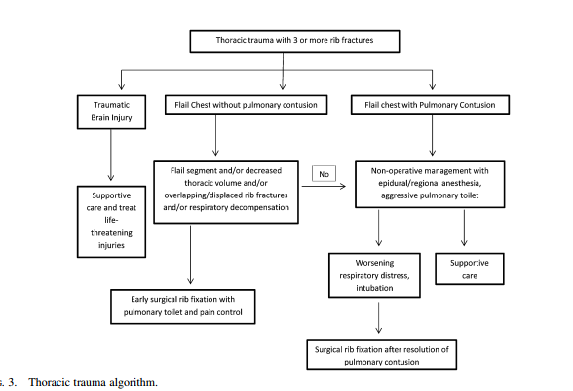 Thoracic trauma with 3 or more rib fractures
Traumatic
Brain Injury
Flail Chest without pulmonary contusion
Flail chest with Pulmonary Contusion
Flail segment and/or decreased
thoracic volume and/or
overlapping/displaced rib fractures
and/or respiratory decompensation
No
Non-operative management with
epidural/regional anesthesia,
aggressive pulmonary toilet
Supportive
care and treat
life-
threatening
injuries
Worsening
respiratory distress,
intubation
Supportive
care
Early surgical rib fixation with
pulmonary toilet and pain control
Surgical rib fixation after resolution of
pulmonary contusion
. 3. Thoracic trauma algorithm.